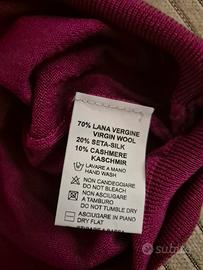 70% LANA VERGINE
VIRGIN WOOL
20% SETA-SILK
10% CASHMERE
KASCHMIR
LAVARE A MANO
HAND WASH
NON CANDEGGIARE
DO NOT BLEACH
NON ASCIUGARE
A TAMBURO
DO NOT TUMBLE DRY
ASCIUGARE IN PIANO
DRY FLAT
subito